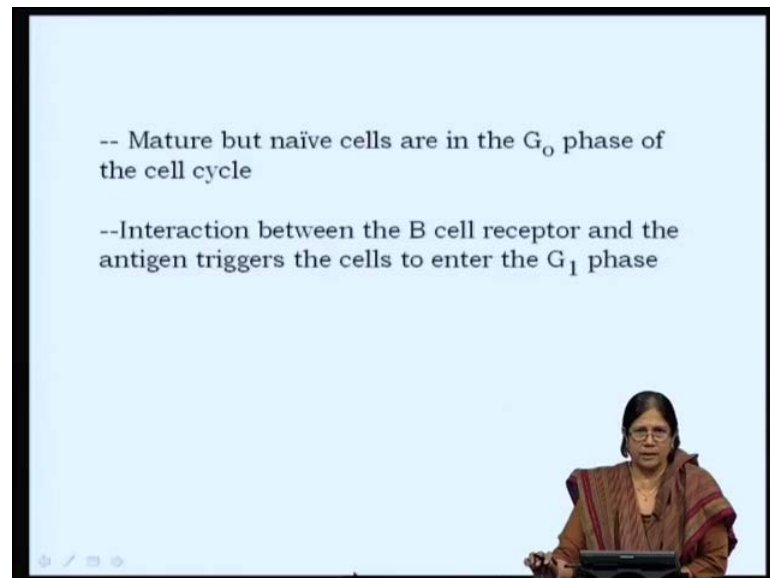 -- Mature but naïve cells are in the G₀ phase of
the cell cycle
--Interaction between the B cell receptor and the
antigen triggers the cells to enter the G₁ phase